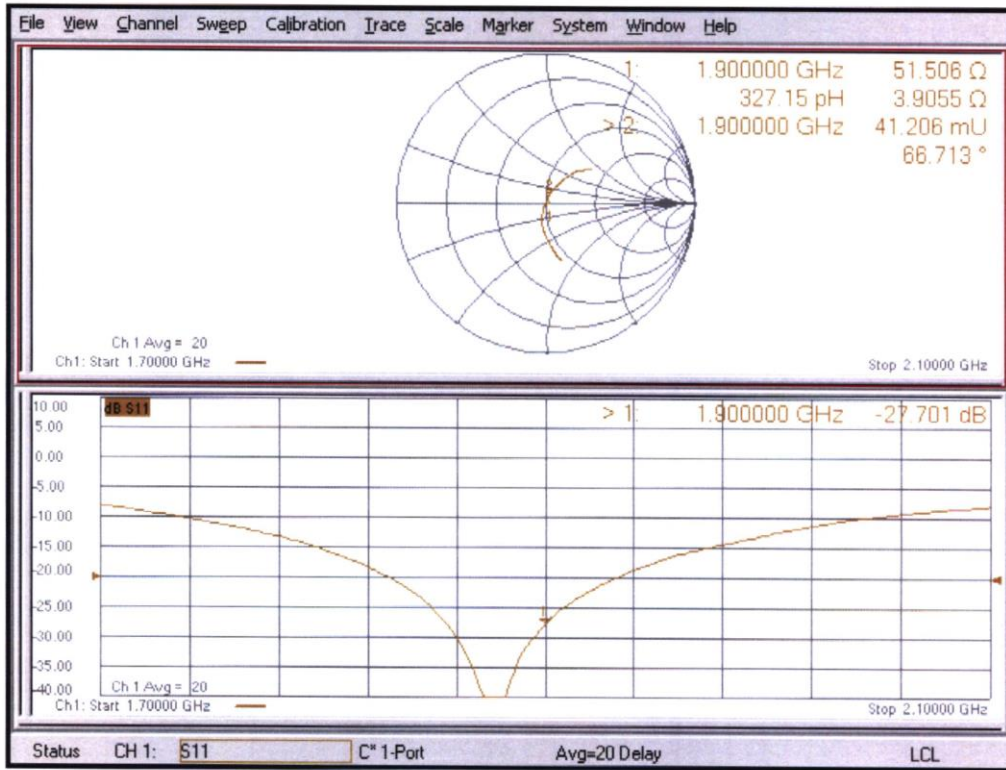 File View Channel Sweep Calibration Trace Scale Marker System Window Help
1: 1.900000 GHz 51.506 Ω
327.15 pH 3.9055 Ω
> 2: 1.900000 GHz 41.206 mU
66.713 °
Ch 1 Avg = 20
Ch1: Start 1.70000 GHz
Stop 2.10000 GHz
10.00
dB S11
> 1: 1.900000 GHz -27.701 dB
5.00
0.00
-5.00
-10.00
-15.00
-20.00
-25.00
-30.00
-35.00
-40.00
1
Ch 1 Avg = 20
Ch1: Start 1.70000 GHz
Stop 2.10000 GHz
Status CH 1: S11 C* 1-Port Avg=20 Delay LCL